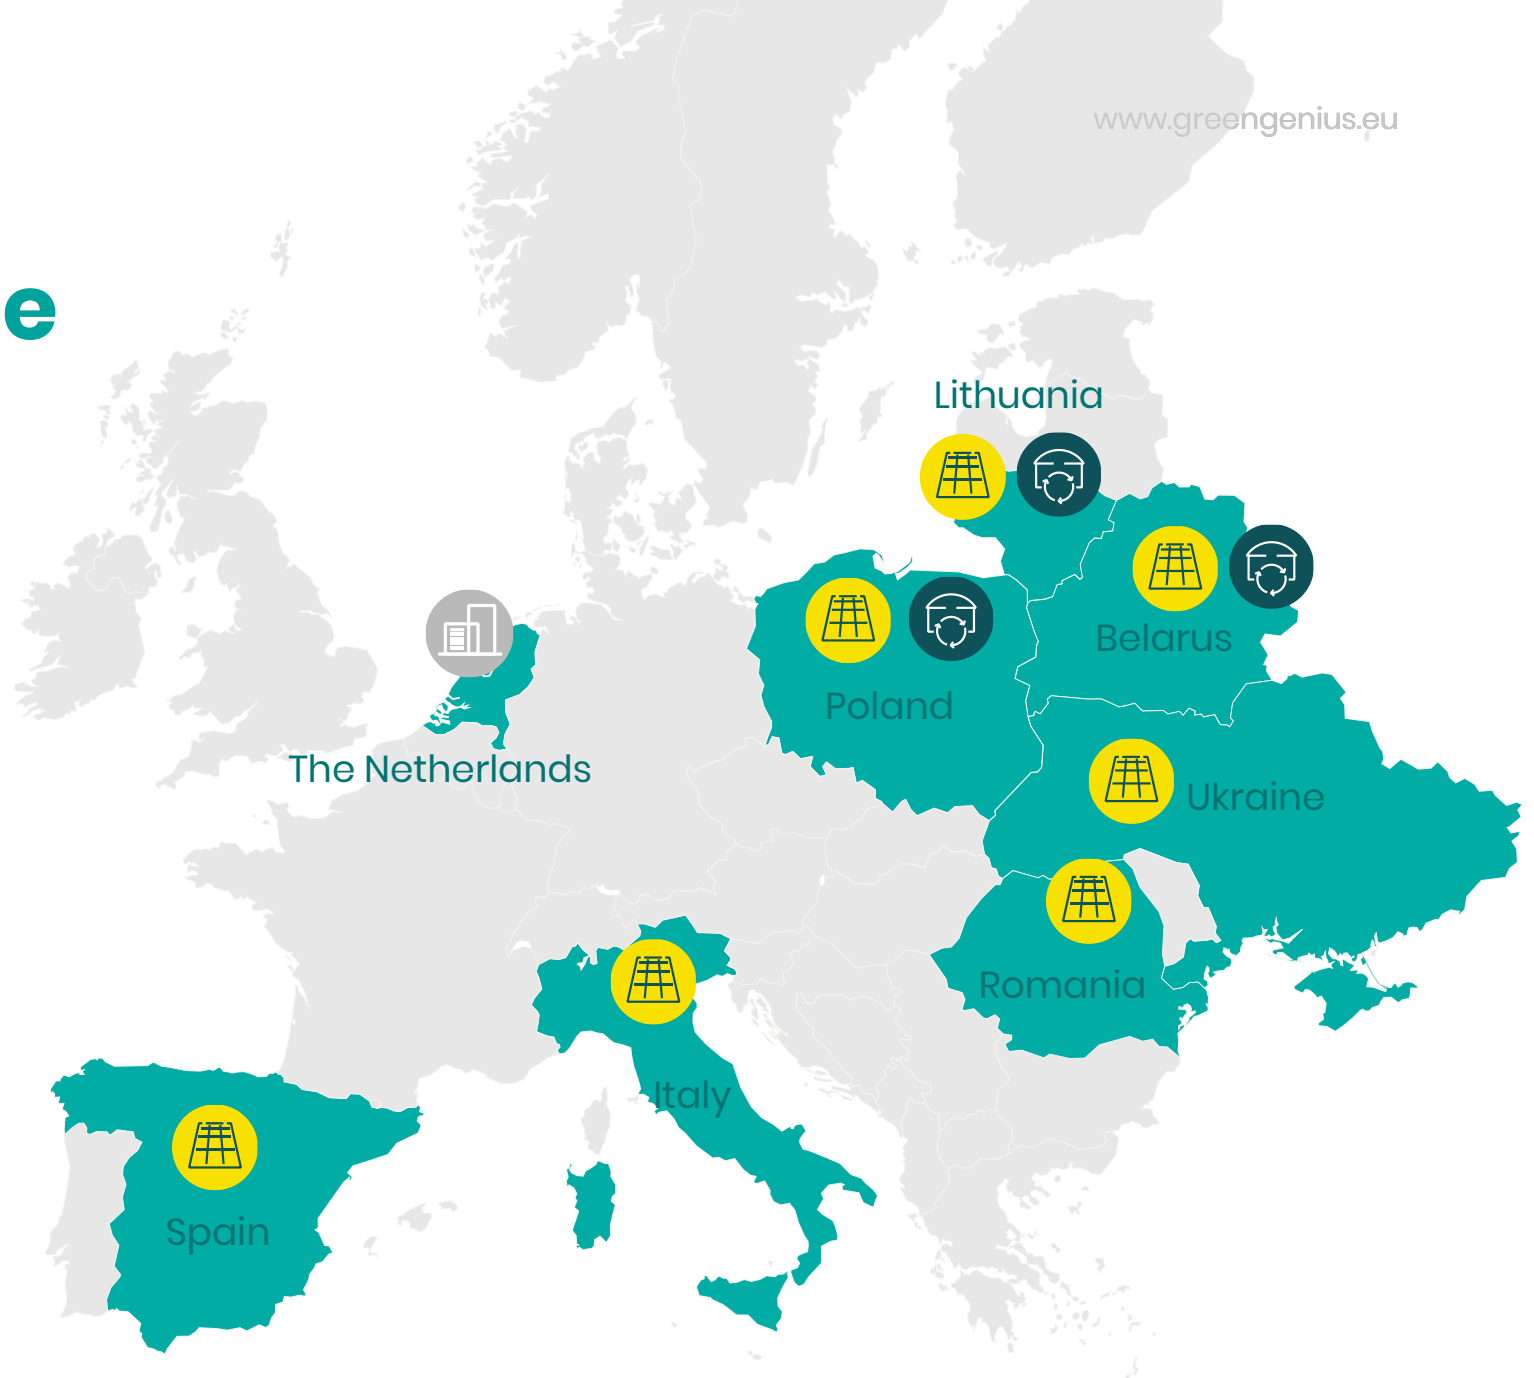 www.greengenius.eu
e
Lithuania
Belarus
Poland
The Netherlands
Ukraine
Romania
Italy
Spain